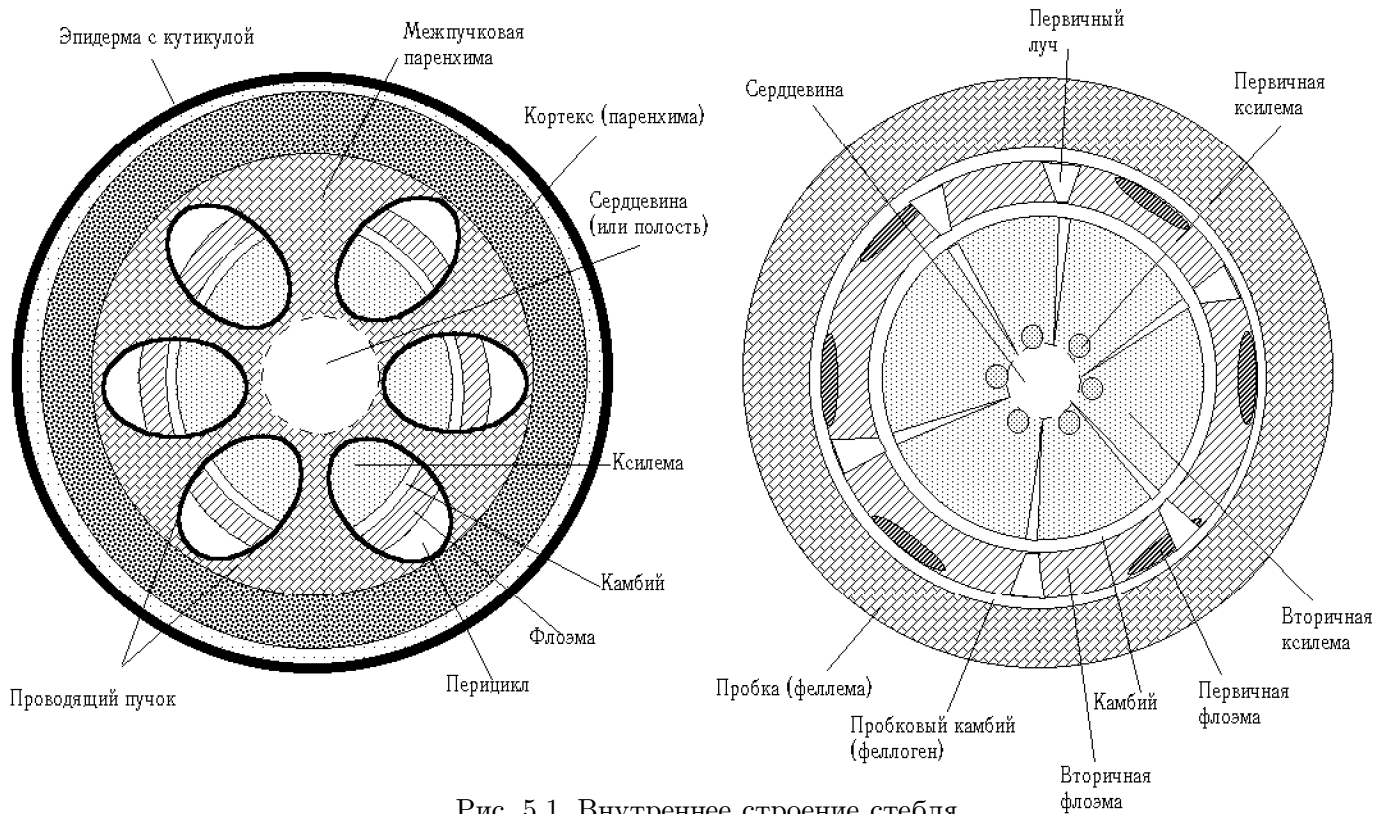 Эпидерма с кутикулой
Межпучковая
паренхима
Кортекс (паренхима)
Сердцевина
(или полость)
Ксилема
Камбий
Флоэма
Перицикл
Проводящий пучок
Первичный
луч
Сердцевина
Первичная
ксилема
Вторичная
ксилема
Первичная
флоэма
Камбий
Вторичная
флоэма
Пробковый камбий
(феллоген)
Пробка (феллема)
Рис. 5.1. Внутреннее строение стебля